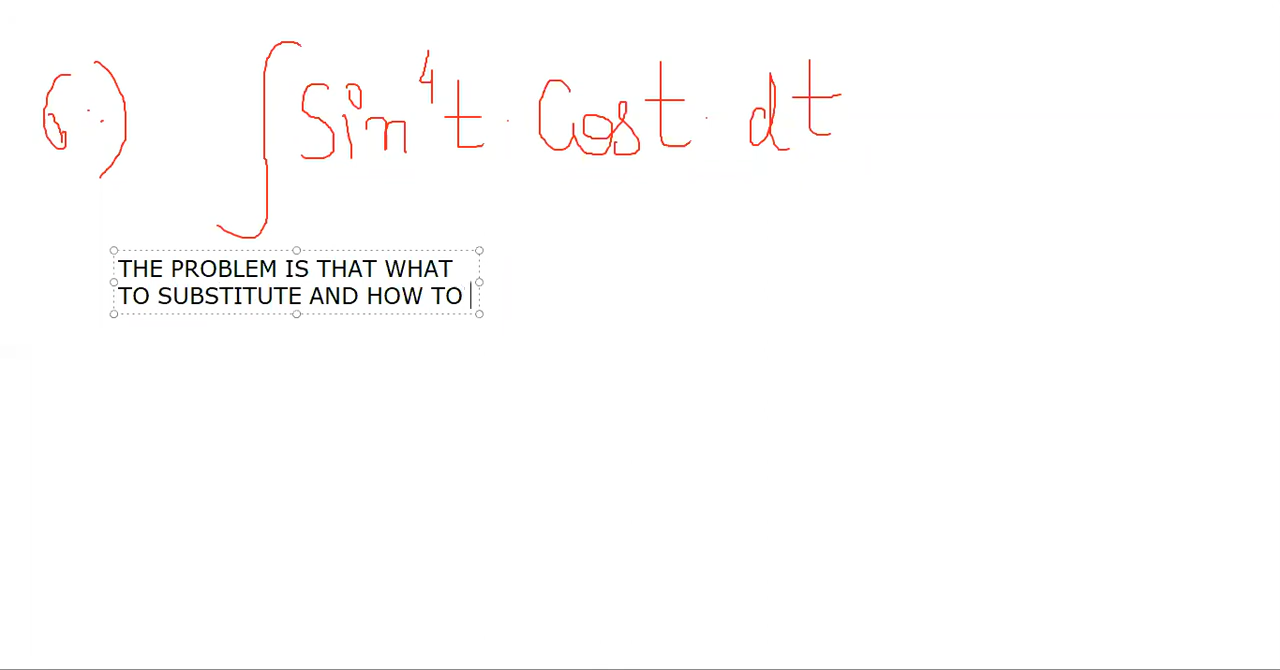 6.) ∫ Sin⁴t · Cost · dt
THE PROBLEM IS THAT WHAT
TO SUBSTITUTE AND HOW TO